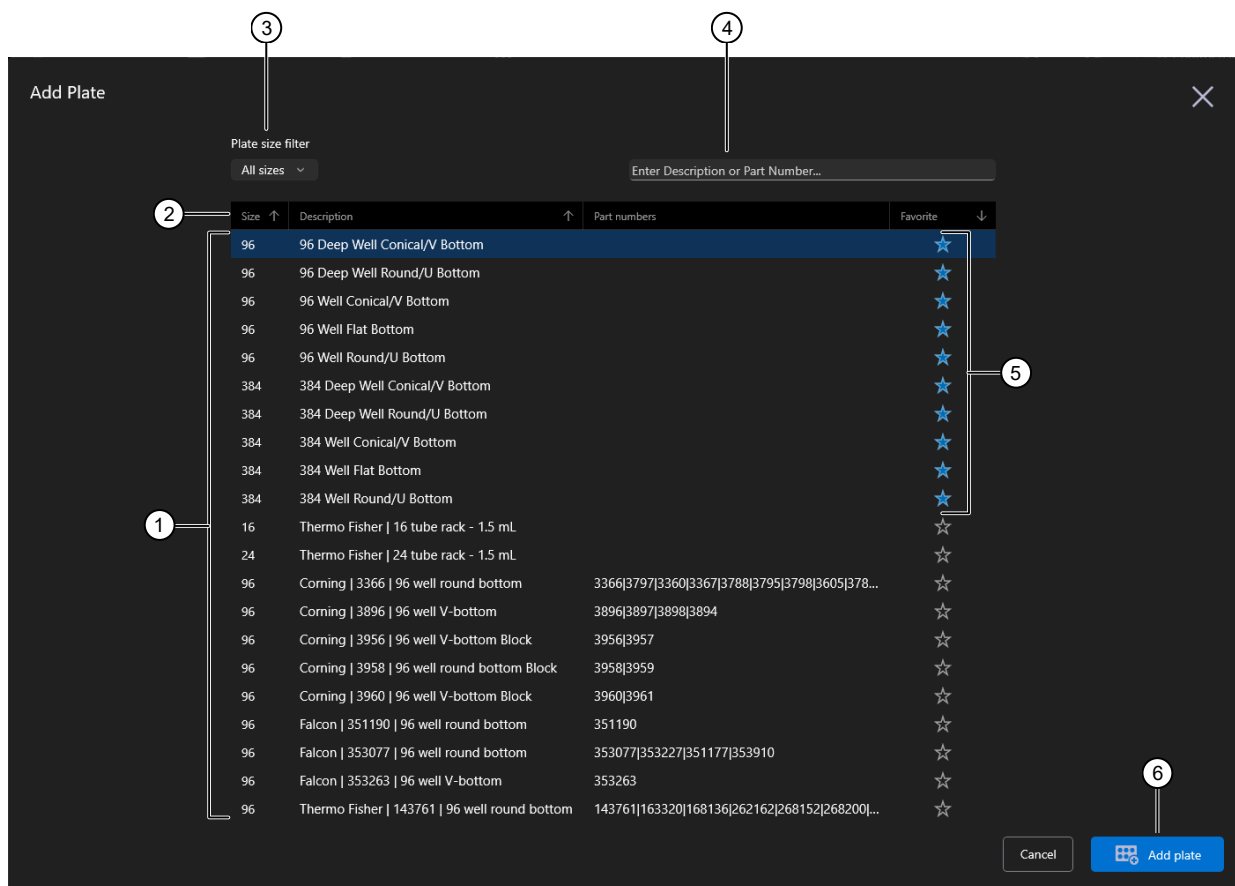 3
4
Add Plate
Plate size filter
All sizes
Enter Description or Part Number...
2
Size Description Part numbers Favorite
96 96 Deep Well Conical/V Bottom
96 96 Deep Well Round/U Bottom
96 96 Well Conical/V Bottom
96 96 Well Flat Bottom
96 96 Well Round/U Bottom
5
384 384 Deep Well Conical/V Bottom
384 384 Deep Well Round/U Bottom
384 384 Well Conical/V Bottom
384 384 Well Flat Bottom
384 384 Well Round/U Bottom
1
16 Thermo Fisher | 16 tube rack - 1.5 mL
24 Thermo Fisher | 24 tube rack - 1.5 mL
96 Corning | 3366 | 96 well round bottom 3366|3797|3360|3367|3788|3795|3798|3605|378...
96 Corning | 3896 | 96 well V-bottom 3896|3897|3898|3894
96 Corning | 3956 | 96 well V-bottom Block 3956|3957
96 Corning | 3958 | 96 well round bottom Block 3958|3959
96 Corning | 3960 | 96 well V-bottom Block 3960|3961
96 Falcon | 351190 | 96 well round bottom 351190
96 Falcon | 353077 | 96 well round bottom 353077|353227|351177|353910
96 Falcon | 353263 | 96 well V-bottom 353263
6
96 Thermo Fisher | 143761 | 96 well round bottom 143761|163320|168136|262162|268152|268200|...
Cancel Add plate